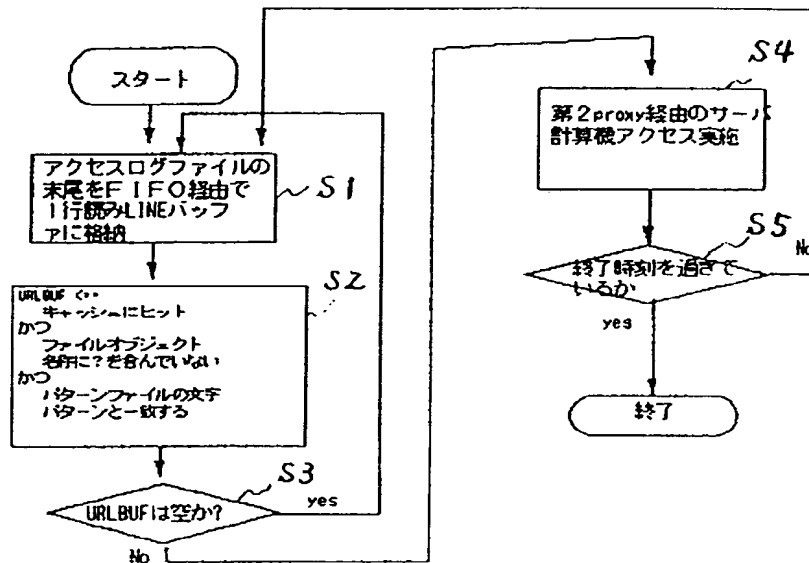 スタート
アクセスログファイルの
末尾をFIFO経由で
1行読みLINEバッフ
ァに格納
S1
URLBUF <--
キャッシュにヒット
かつ
ファイルオブジェクト
名称に?を含んでいない
かつ
パターンファイルの文字
パターンと一致する
S2
URLBUFは空か?
S3
yes
No
第2proxy経由のサーバ
計算機アクセス実施
S4
終了時刻を過ぎて
いるか
S5
No
yes
終了